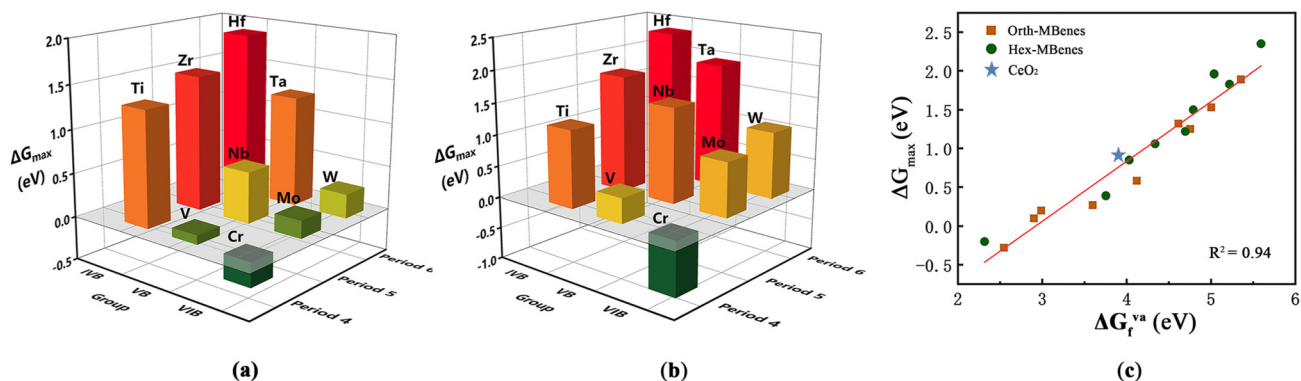 2.0
1.5
1.0
0.5
0.0
-0.5
ΔGmax
(eV)
Hf
Zr
Ti
Ta
Nb
V
W
Mo
Cr
IVB
VB
VIB
Group
Period 4
Period 5
Period 6
(a)
2.5
2.0
1.5
1.0
0.5
0.0
-0.5
-1.0
ΔGmax
(eV)
Hf
Zr
Ta
Ti
Nb
W
V
Mo
Cr
IVB
VB
VIB
Group
Period 4
Period 5
Period 6
(b)
2.5
2.0
1.5
1.0
0.5
0.0
−0.5
ΔGmax (eV)
Orth-MBenes
Hex-MBenes
CeO₂
R² = 0.94
2 3 4 5 6
ΔGfva (eV)
(c)